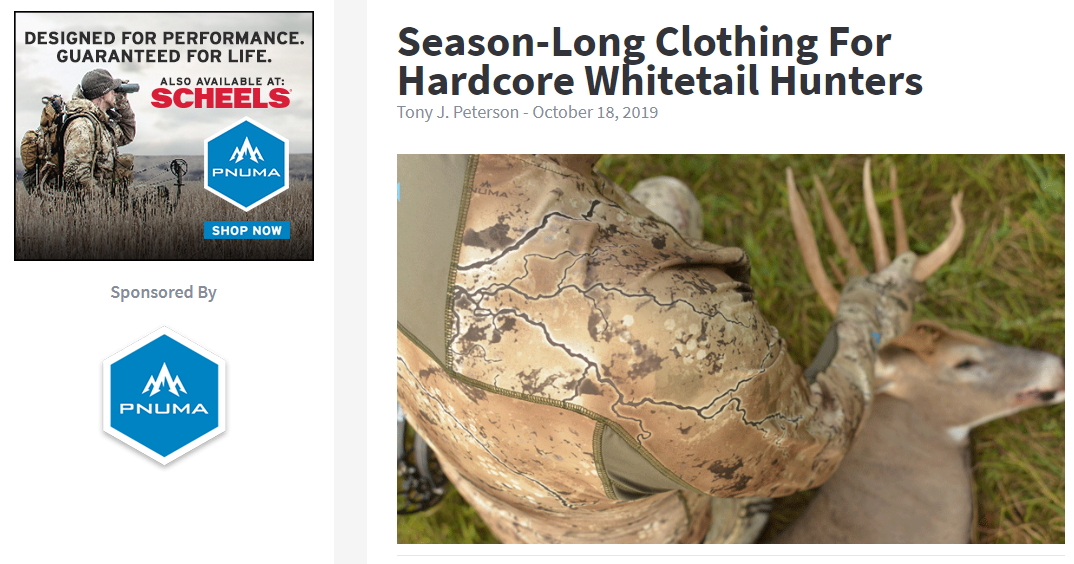 DESIGNED FOR PERFORMANCE.
GUARANTEED FOR LIFE.
ALSO AVAILABLE AT:
SCHEELS
PNUMA
SHOP NOW
Sponsored By
PNUMA
Season-Long Clothing For
Hardcore Whitetail Hunters
Tony J. Peterson - October 18, 2019
PNUMA